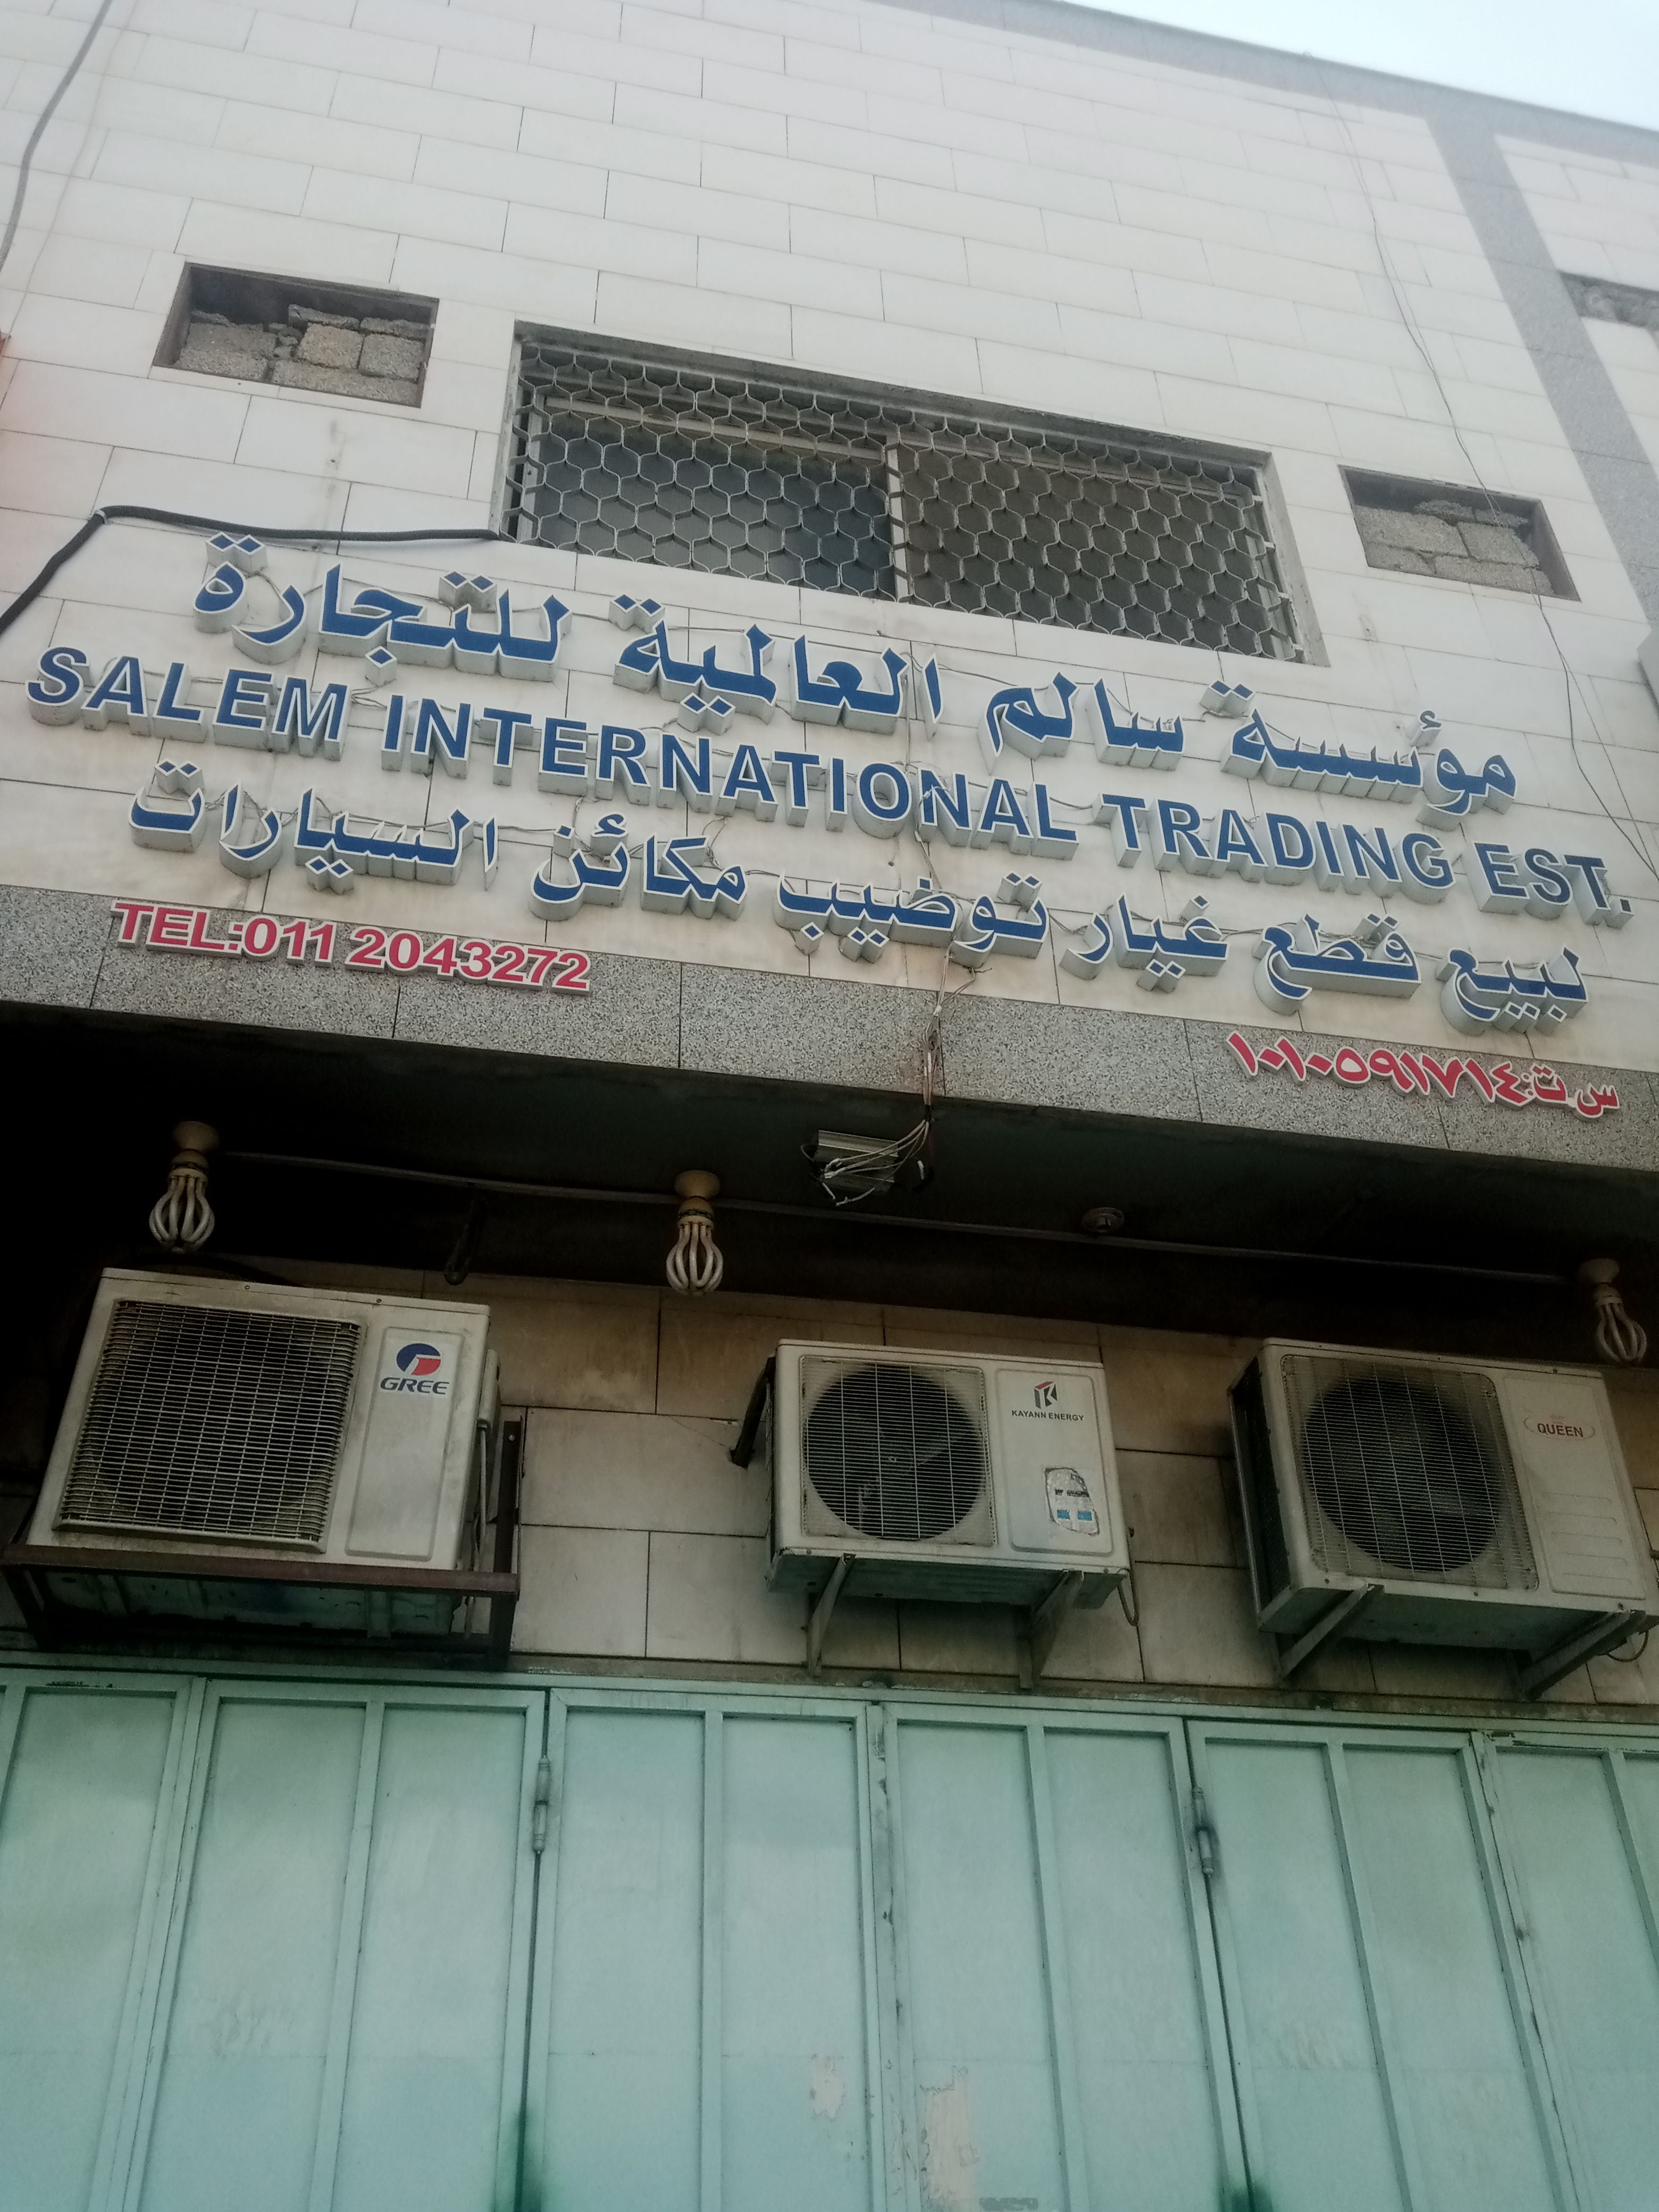 مؤسسة سالم العالمية للتجارة
SALEM INTERNATIONAL TRADING EST.
لبيع قطع غيار توضيب مكائن السيارات
TEL:011 2043272
س.ت:١٠١٠٥٩١٧١٤
GREE
KAYANN ENERGY
QUEEN